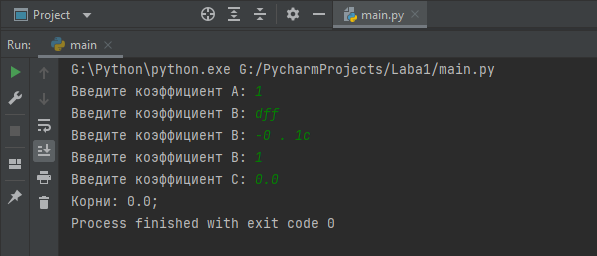 Project
main.py
Run: main
G:\Python\python.exe G:/PycharmProjects/Laba1/main.py
Введите коэффициент А: 1
Введите коэффициент В: dff
Введите коэффициент В: -0 . 1c
Введите коэффициент В: 1
Введите коэффициент С: 0.0
Корни: 0.0;
Process finished with exit code 0